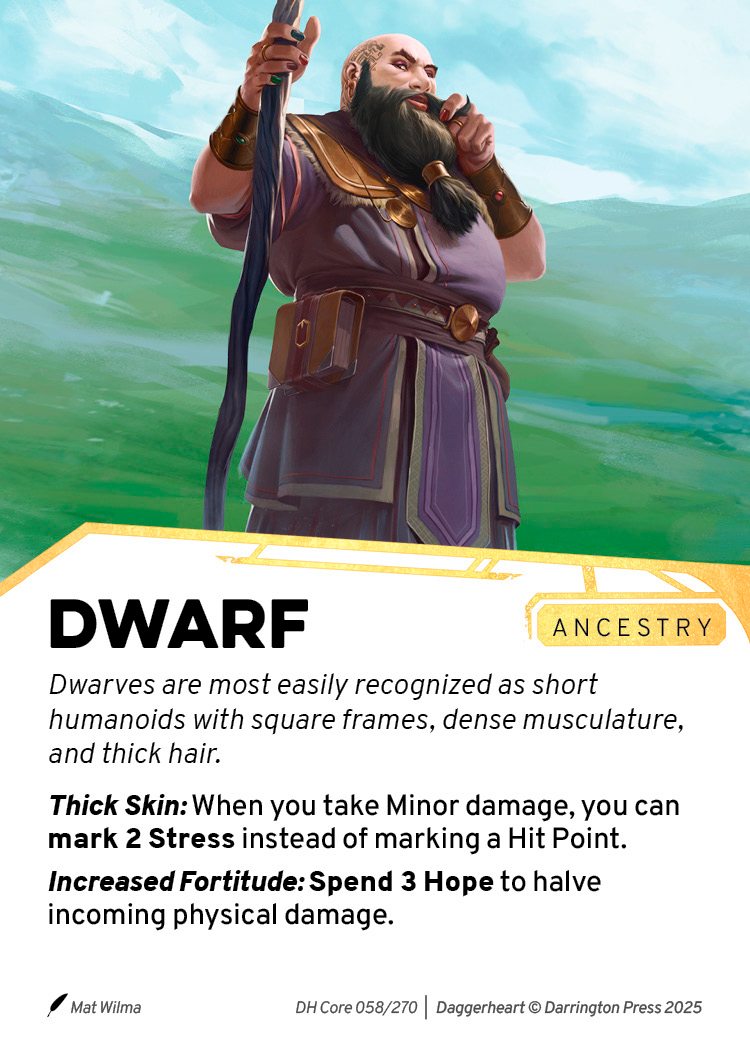 DWARF
ANCESTRY
Dwarves are most easily recognized as short
humanoids with square frames, dense musculature,
and thick hair.
Thick Skin: When you take Minor damage, you can
mark 2 Stress instead of marking a Hit Point.
Increased Fortitude: Spend 3 Hope to halve
incoming physical damage.
Mat Wilma
DH Core 058/270 | Daggerheart © Darrington Press 2025